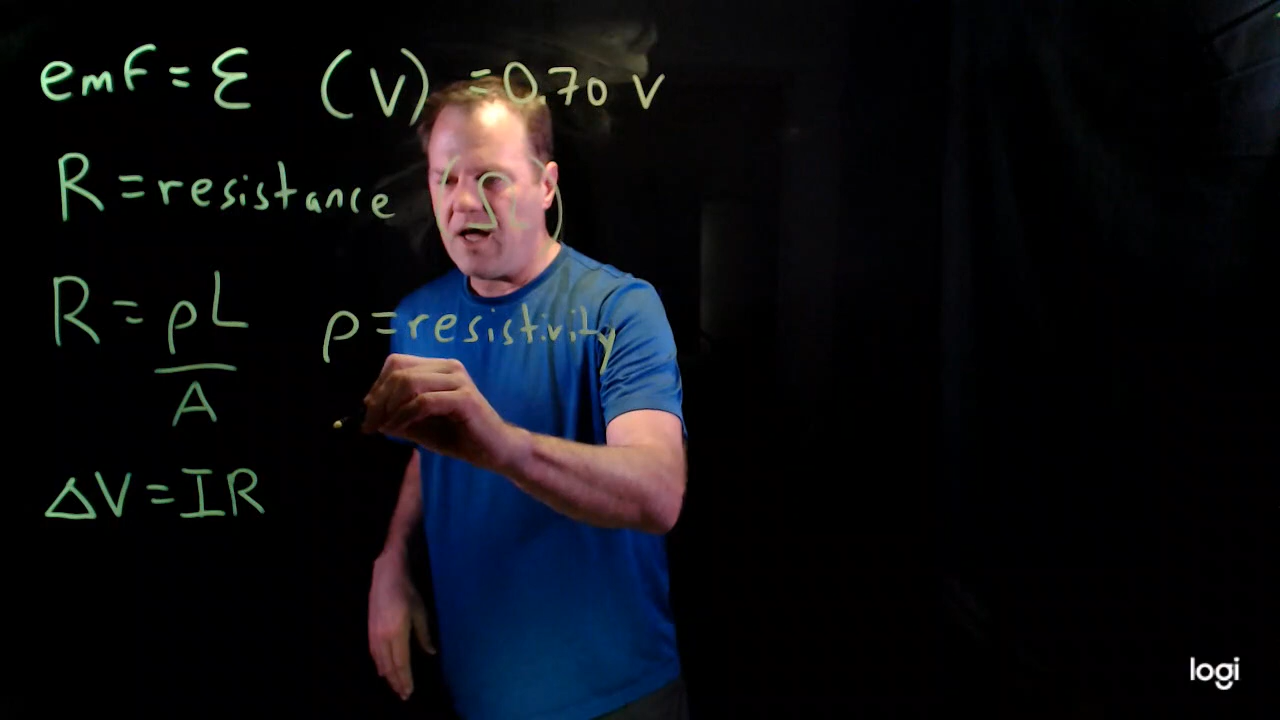 emf = ε (V) = 0.70 V
R = resistance (Ω)
R = ρL/A ρ = resistivity
ΔV = IR
logi